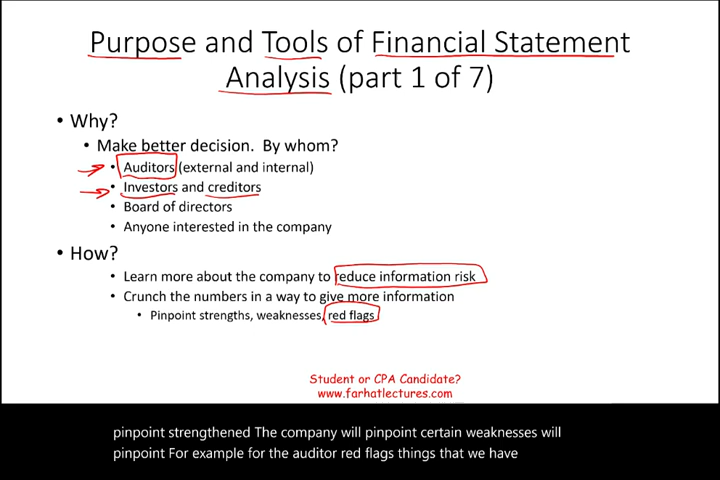 Purpose and Tools of Financial Statement
Analysis (part 1 of 7)
• Why?
• Make better decision. By whom?
• Auditors (external and internal)
• Investors and creditors
• Board of directors
• Anyone interested in the company
• How?
• Learn more about the company to reduce information risk
• Crunch the numbers in a way to give more information
• Pinpoint strengths, weaknesses, red flags
Student or CPA Candidate?
www.farhatlectures.com
pinpoint strengthened The company will pinpoint certain weaknesses will
pinpoint For example for the auditor red flags things that we have